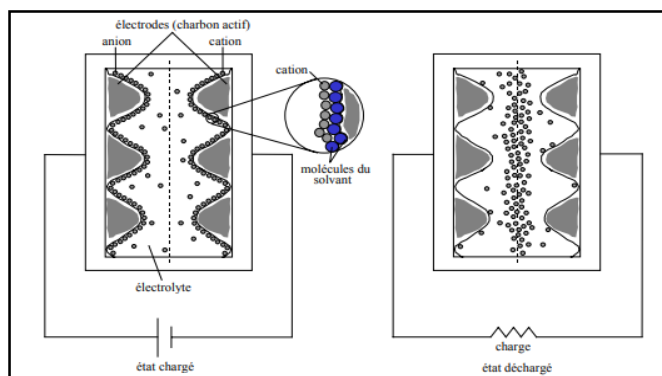 électrodes (charbon actif)
anion
cation
cation
molécules du
solvant
électrolyte
état chargé
charge
état déchargé